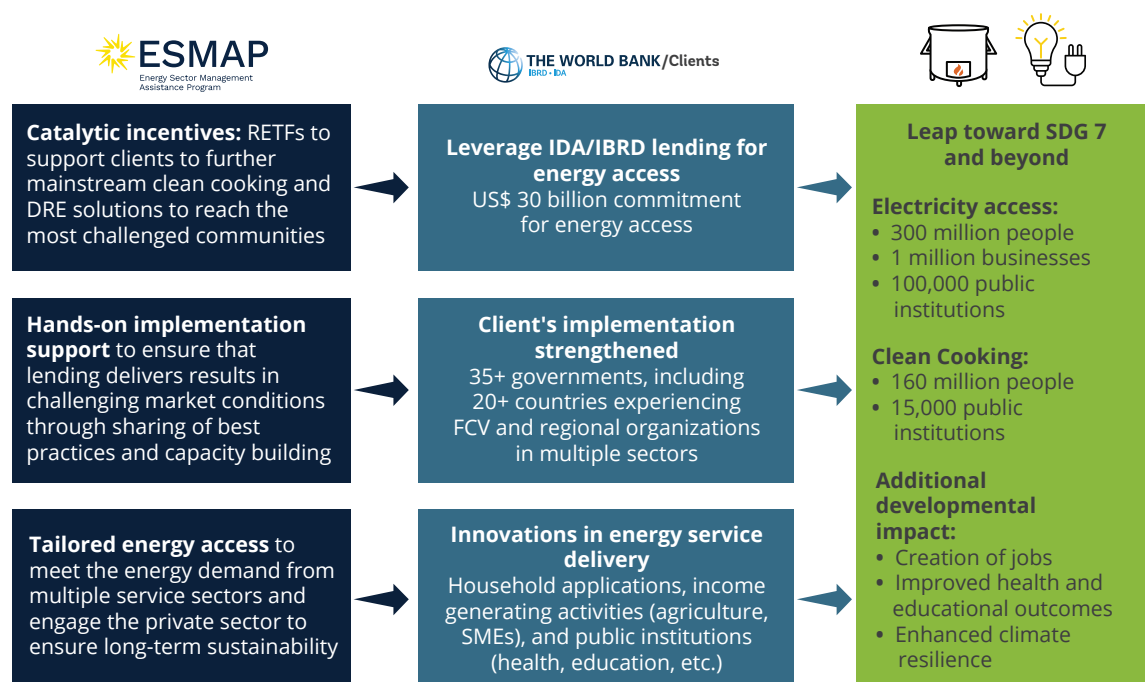 ESMAP
Energy Sector Management
Assistance Program
THE WORLD BANK/Clients
IBRD • IDA
Catalytic incentives: RETFs to
support clients to further
mainstream clean cooking and
DRE solutions to reach the
most challenged communities
Leverage IDA/IBRD lending for
energy access
US$ 30 billion commitment
for energy access
Hands-on implementation
support to ensure that
lending delivers results in
challenging market conditions
through sharing of best
practices and capacity building
Client's implementation
strengthened
35+ governments, including
20+ countries experiencing
FCV and regional organizations
in multiple sectors
Tailored energy access to
meet the energy demand from
multiple service sectors and
engage the private sector to
ensure long-term sustainability
Innovations in energy service
delivery
Household applications, income
generating activities (agriculture,
SMEs), and public institutions
(health, education, etc.)
Leap toward SDG 7
and beyond
Electricity access:
• 300 million people
• 1 million businesses
• 100,000 public
institutions
Clean Cooking:
• 160 million people
• 15,000 public
institutions
Additional
developmental
impact:
• Creation of jobs
• Improved health and
educational outcomes
• Enhanced climate
resilience